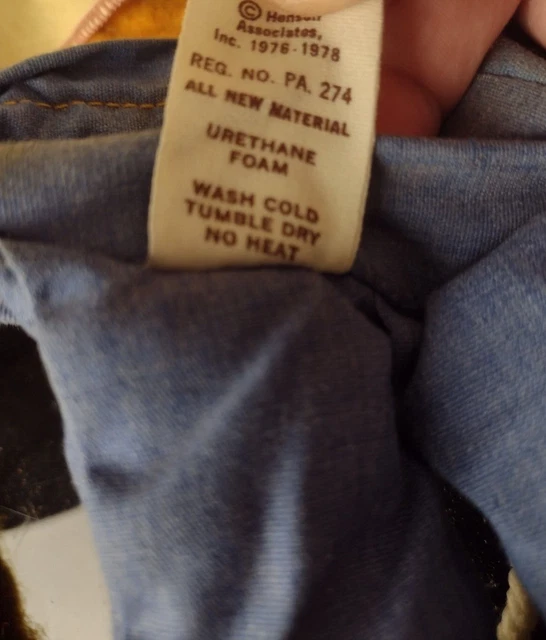 © Henson
Associates,
Inc. 1976-1978
REG. NO. PA. 274
ALL NEW MATERIAL
URETHANE
FOAM
WASH COLD
TUMBLE DRY
NO HEAT